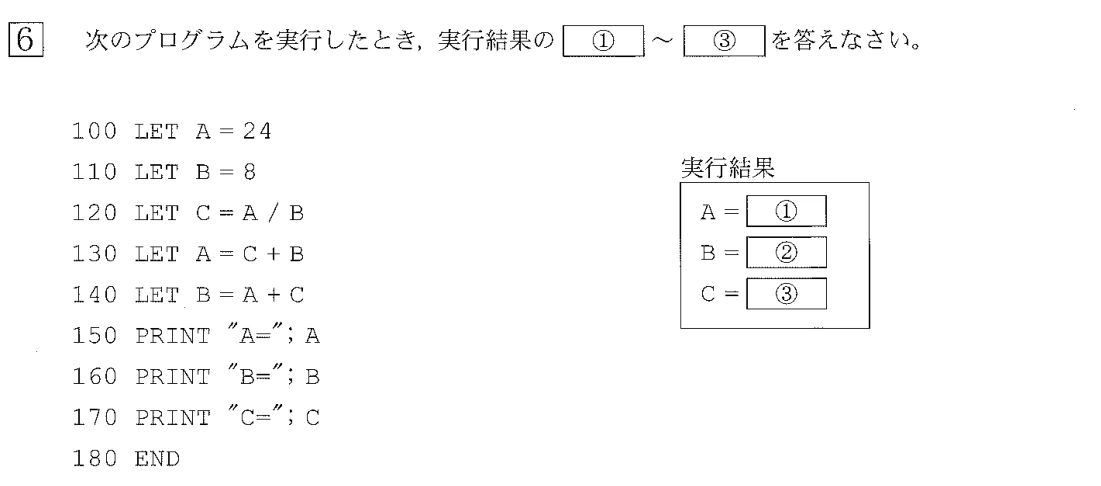 6 次のプログラムを実行したとき，実行結果の ① ～ ③ を答えなさい。
100 LET A = 24
110 LET B = 8
120 LET C = A / B
130 LET A = C + B
140 LET B = A + C
150 PRINT ″A=″; A
160 PRINT ″B=″; B
170 PRINT ″C=″; C
180 END
実行結果
A = ①
B = ②
C = ③